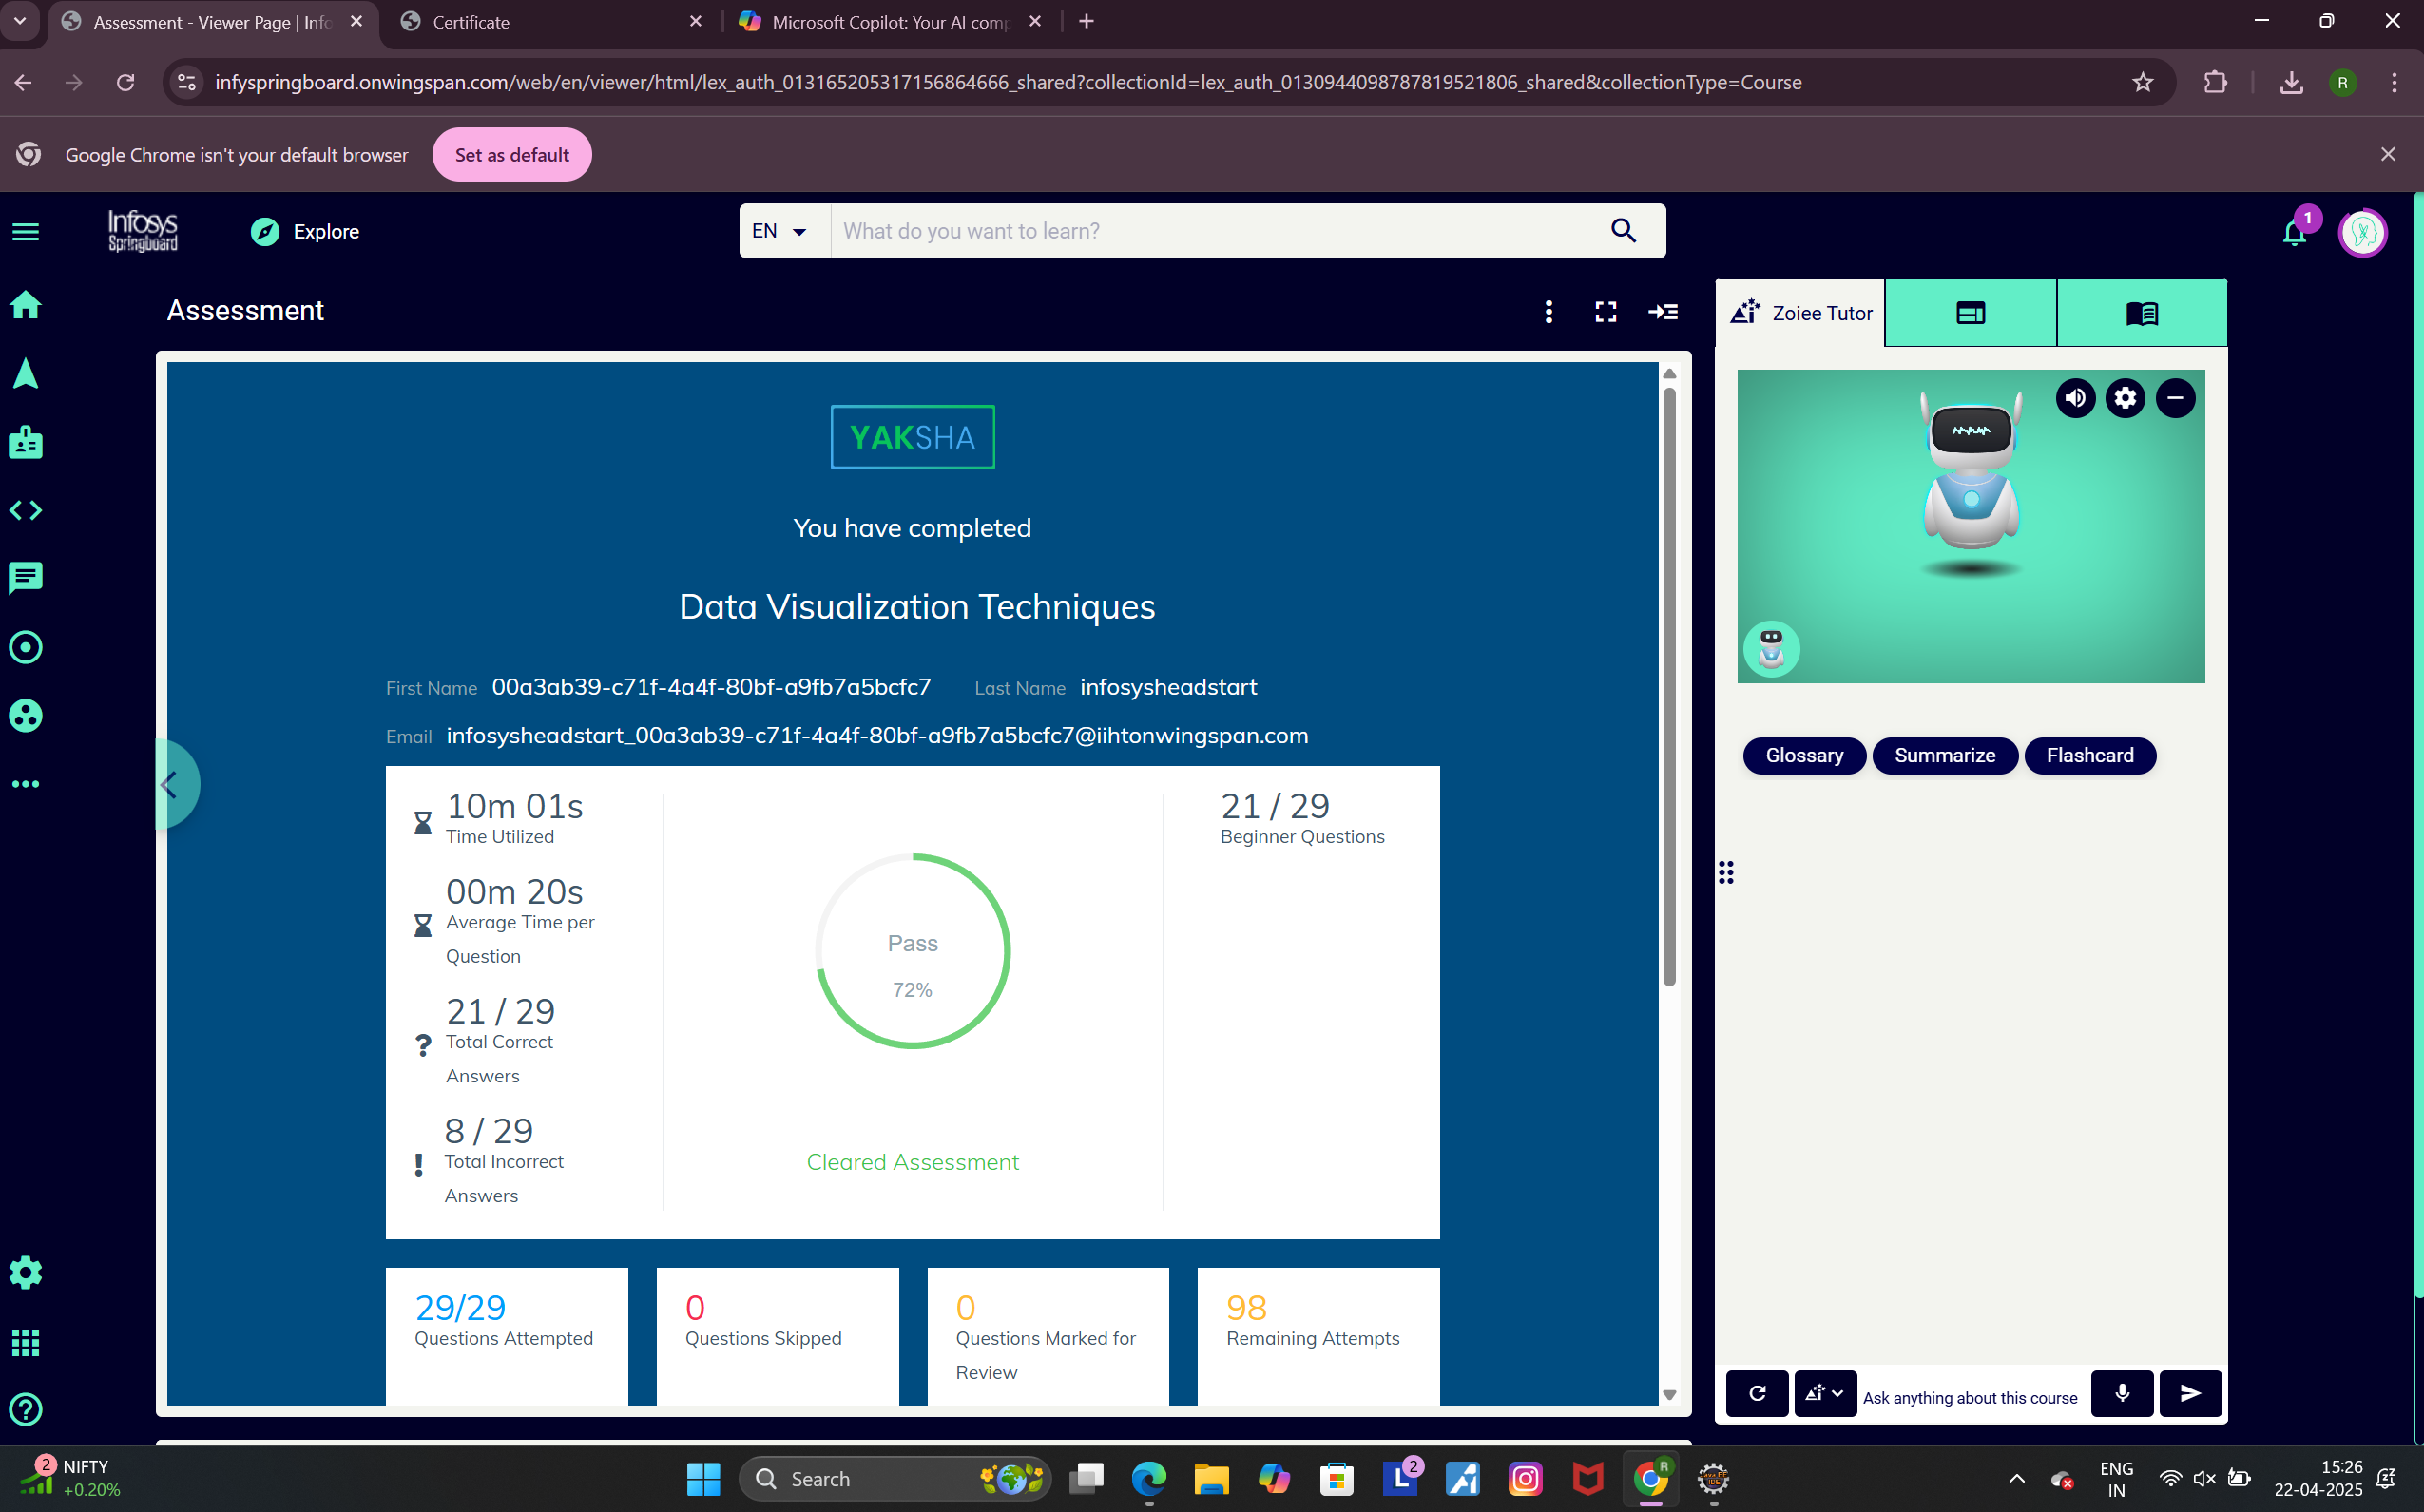 Assessment - Viewer Page | Info
Certificate
Microsoft Copilot: Your AI comp
infyspringboard.onwingspan.com/web/en/viewer/html/lex_auth_013165205317156864666_shared?collectionId=lex_auth_0130944098787819521806_shared&collectionType=Course
R
Google Chrome isn't your default browser
Set as default
Infosys
Springboard
Explore
EN
What do you want to learn?
1
Assessment
Zoiee Tutor
YAKSHA
You have completed
Data Visualization Techniques
First Name 00a3ab39-c71f-4a4f-80bf-a9fb7a5bcfc7 Last Name infosysheadstart
Email infosysheadstart_00a3ab39-c71f-4a4f-80bf-a9fb7a5bcfc7@iihtonwingspan.com
10m 01s
Time Utilized
00m 20s
Average Time per
Question
21 / 29
Total Correct
Answers
8 / 29
Total Incorrect
Answers
Pass
72%
Cleared Assessment
21 / 29
Beginner Questions
29/29
Questions Attempted
0
Questions Skipped
0
Questions Marked for
Review
98
Remaining Attempts
Glossary
Summarize
Flashcard
Ask anything about this course
2
NIFTY
+0.20%
Search
L
2
R
ENG
IN
15:26
22-04-2025